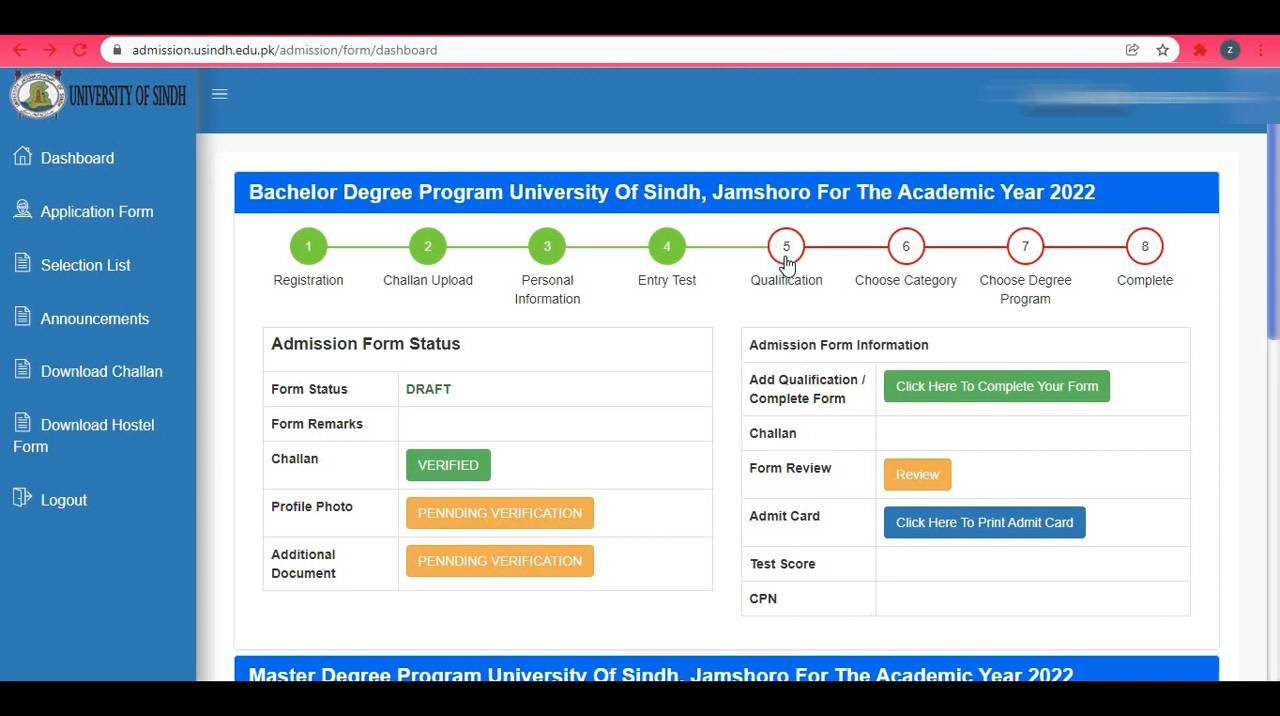 admission.usindh.edu.pk/admission/form/dashboard
Z
UNIVERSITY OF SINDH
Dashboard
Application Form
Selection List
Announcements
Download Challan
Download Hostel
Form
Logout
Bachelor Degree Program University Of Sindh, Jamshoro For The Academic Year 2022
1 2 3 4 5 6 7 8
Registration Challan Upload Personal Entry Test Qualification Choose Category Choose Degree Complete
Information Program
Admission Form Status
Form Status DRAFT
Form Remarks
Challan VERIFIED
Profile Photo PENNDING VERIFICATION
Additional PENNDING VERIFICATION
Document
Admission Form Information
Add Qualification / Click Here To Complete Your Form
Complete Form
Challan
Form Review Review
Admit Card Click Here To Print Admit Card
Test Score
CPN
Master Degree Program University Of Sindh, Jamshoro For The Academic Year 2022